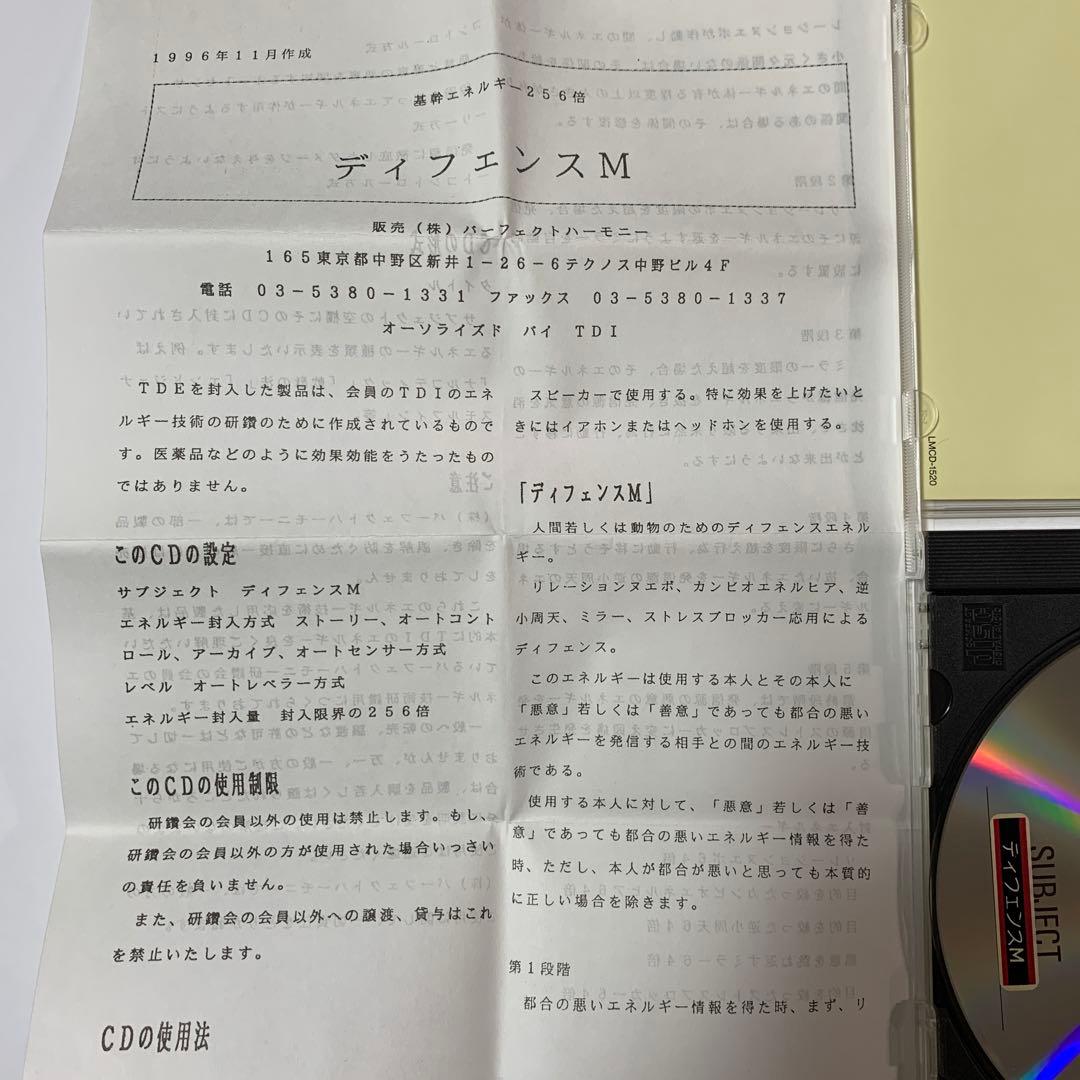 1996年11月作成
基幹エネルギー256倍
ディフェンスM
販売（株）パーフェクトハーモニー
165東京都中野区新井1-26-6テクノス中野ビル4F
電話 03-5380-1331 ファックス 03-5380-1337
オーソライズド バイ TDI
TDEを封入した製品は、会員のTDIのエネ
ルギー技術の研鑽のために作成されているもので
す。医薬品などのように効果効能をうたったもの
ではありません。
このCDの設定
サブジェクト ディフェンスM
エネルギー封入方式 ストーリー、オートコント
ロール、アーカイブ、オートセンサー方式
レベル オートレベラー方式
エネルギー封入量 封入限界の256倍
このCDの使用制限
研鑽会の会員以外の使用は禁止します。もし、
研鑽会の会員以外の方が使用された場合いっさい
の責任を負いません。
また、研鑽会の会員以外への譲渡、貸与はこれ
を禁止いたします。
CDの使用法
スピーカーで使用する。特に効果を上げたいと
きにはイアホンまたはヘッドホンを使用する。
「ディフェンスM」
人間若しくは動物のためのディフェンスエネル
ギー。
リレーションヌエボ、カンビオエネルヒア、逆
小周天、ミラー、ストレスブロッカー応用による
ディフェンス。
このエネルギーは使用する本人とその本人に
「悪意」若しくは「善意」であっても都合の悪い
エネルギーを発信する相手との間のエネルギー技
術である。
使用する本人に対して、「悪意」若しくは「善
意」であっても都合の悪いエネルギー情報を得た
時、ただし、本人が都合が悪いと思っても本質的
に正しい場合を除きます。
第1段階
都合の悪いエネルギー情報を得た時、まず、リ
LMCD-1520
SUBJECT
ディフェンスM